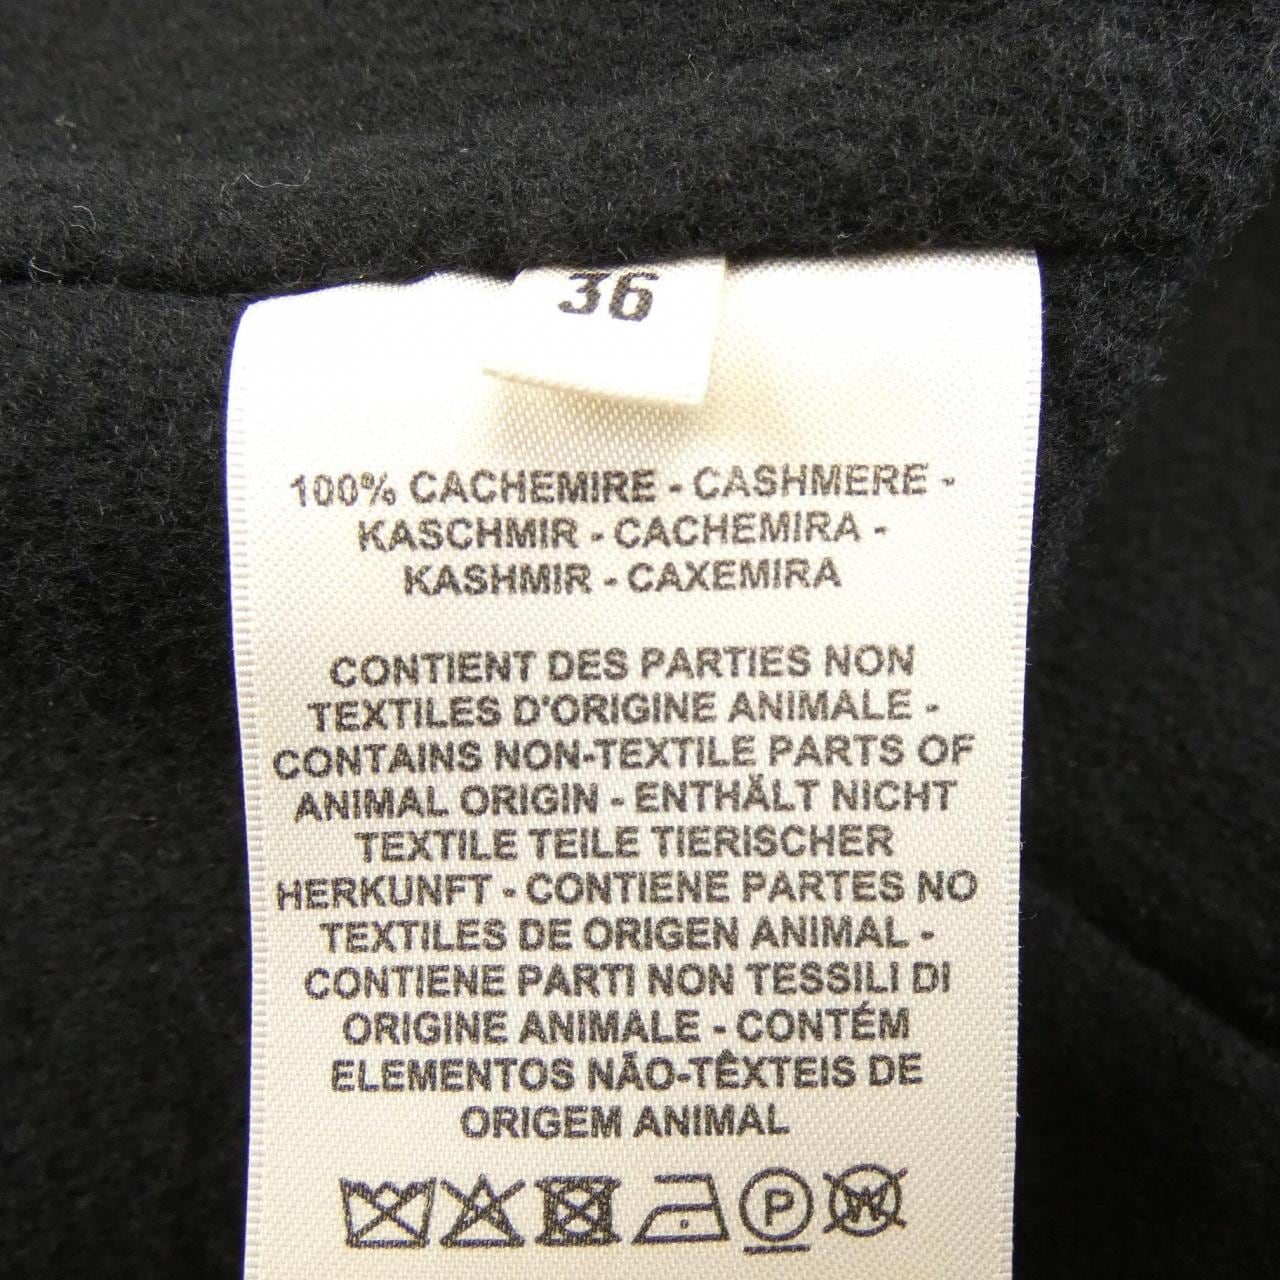 36
100% CACHEMIRE - CASHMERE -
KASCHMIR - CACHEMIRA -
KASHMIR - CAXEMIRA
CONTIENT DES PARTIES NON
TEXTILES D'ORIGINE ANIMALE -
CONTAINS NON-TEXTILE PARTS OF
ANIMAL ORIGIN - ENTHÄLT NICHT
TEXTILE TEILE TIERISCHER
HERKUNFT - CONTIENE PARTES NO
TEXTILES DE ORIGEN ANIMAL -
CONTIENE PARTI NON TESSILI DI
ORIGINE ANIMALE - CONTÉM
ELEMENTOS NÃO-TÊXTEIS DE
ORIGEM ANIMAL
P W